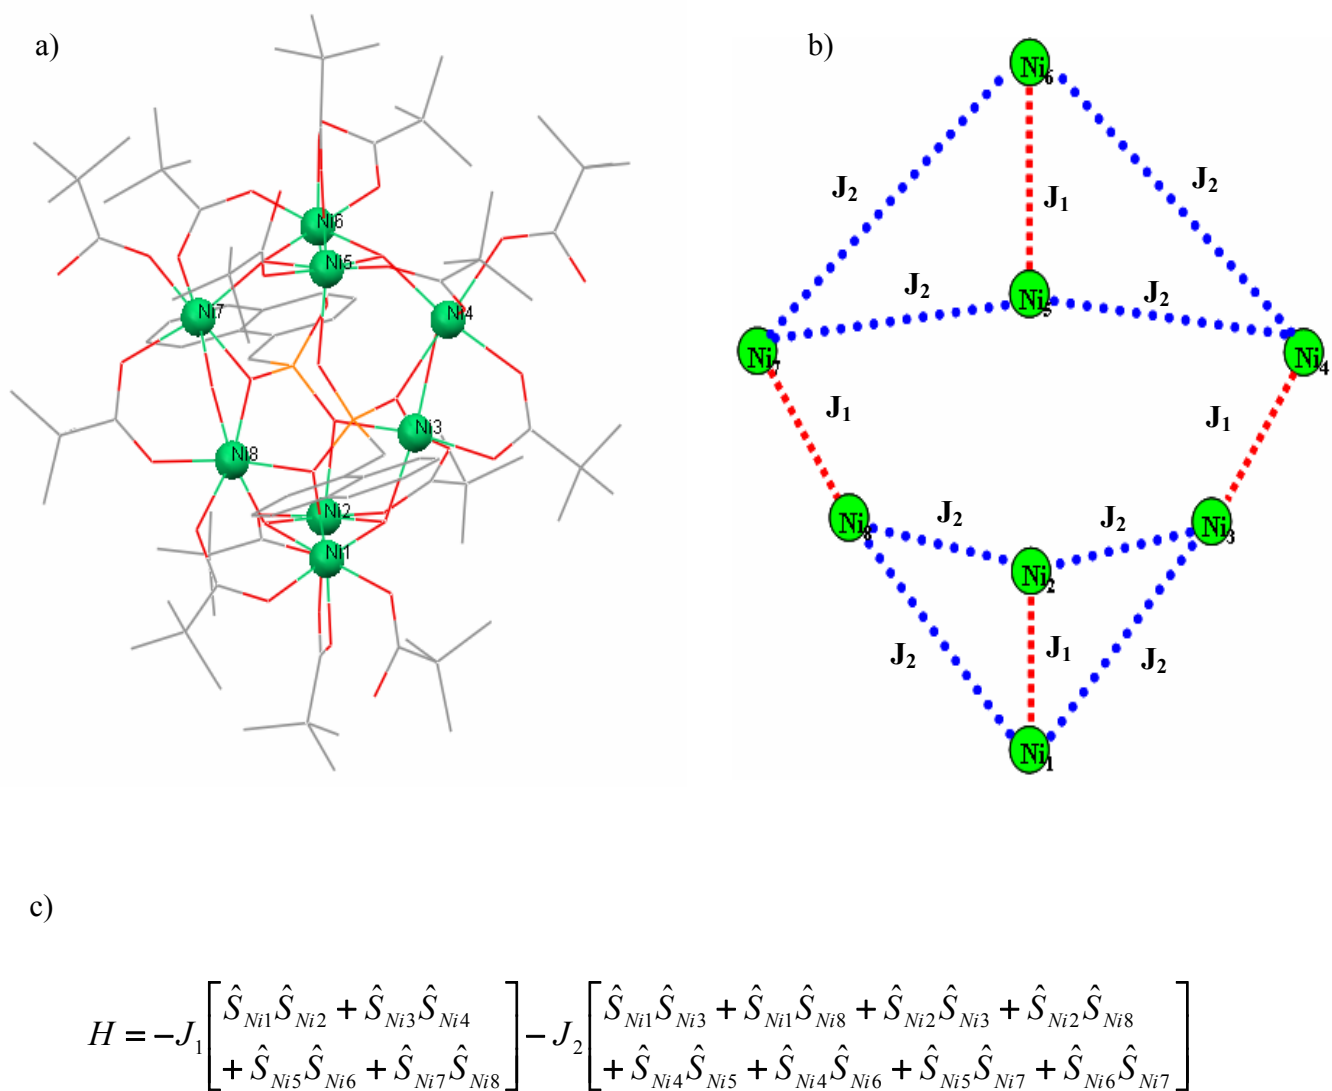 a)
b)
Ni6
Ni5
Ni7
Ni4
Ni3
Ni8
Ni2
Ni1
Ni6
J2
J1
J2
J2
Ni5
J2
Ni7
Ni4
J1
J1
Ni8
J2
J2
Ni3
Ni2
J2
J1
J2
Ni1
c)
H = −J₁[ŜNi1ŜNi2 + ŜNi3ŜNi4 + ŜNi5ŜNi6 + ŜNi7ŜNi8] − J₂[ŜNi1ŜNi3 + ŜNi1ŜNi8 + ŜNi2ŜNi3 + ŜNi2ŜNi8 + ŜNi4ŜNi5 + ŜNi4ŜNi6 + ŜNi5ŜNi7 + ŜNi6ŜNi7]